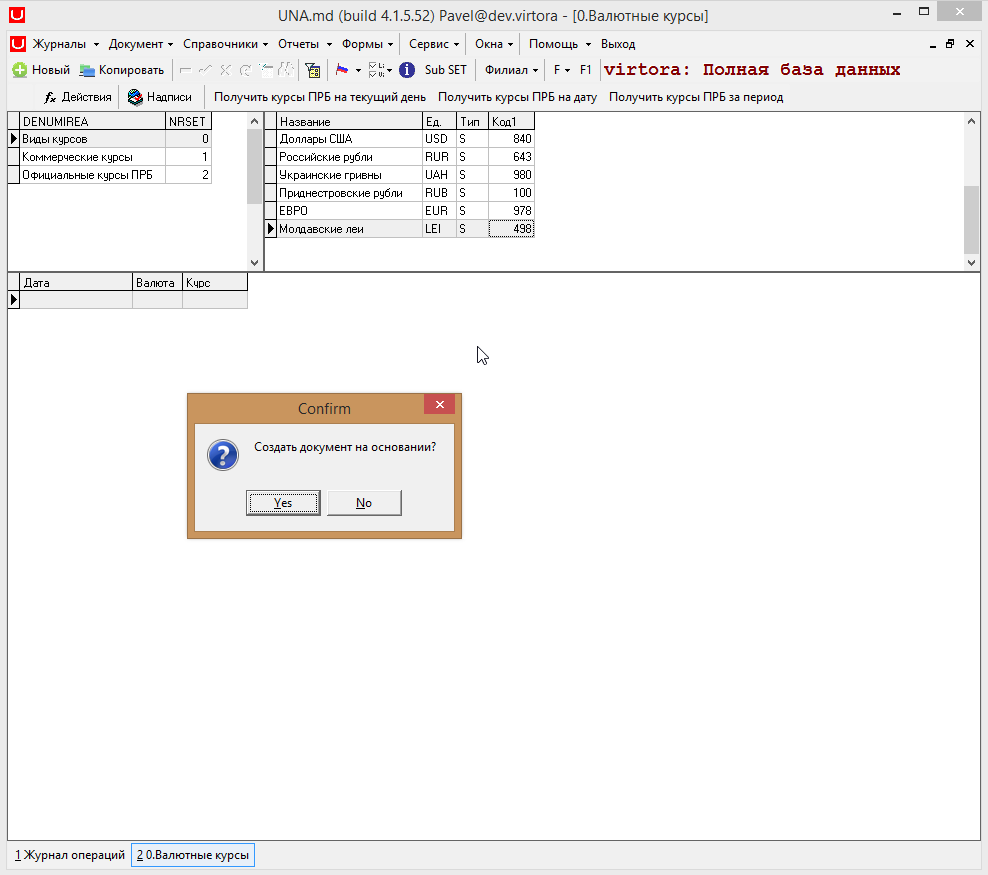 UNA.md (build 4.1.5.52) Pavel@dev.virtora - [0.Валютные курсы]
Журналы Документ Справочники Отчеты Формы Сервис Окна Помощь Выход
Новый Копировать Sub SET Филиал F F1 virtora: Полная база данных
fx Действия Надписи Получить курсы ПРБ на текущий день Получить курсы ПРБ на дату Получить курсы ПРБ за период
DENUMIREA NRSET
Виды курсов 0
Коммерческие курсы 1
Официальные курсы ПРБ 2
Название Ед. Тип Код1
Доллары США USD S 840
Российские рубли RUR S 643
Украинские гривны UAH S 980
Приднестровские рубли RUB S 100
ЕВРО EUR S 978
Молдавские леи LEI S 498
Дата Валюта Курс
Confirm
Создать документ на основании?
Yes No
1 Журнал операций 2 0.Валютные курсы